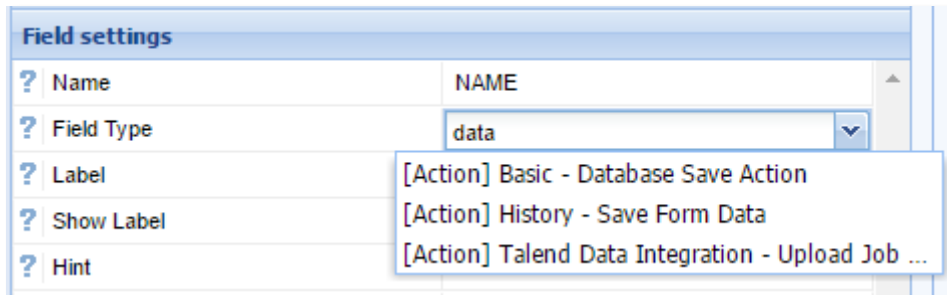 Field settings
? Name NAME
? Field Type data
? Label [Action] Basic - Database Save Action
? Show Label [Action] History - Save Form Data
? Hint [Action] Talend Data Integration - Upload Job ...